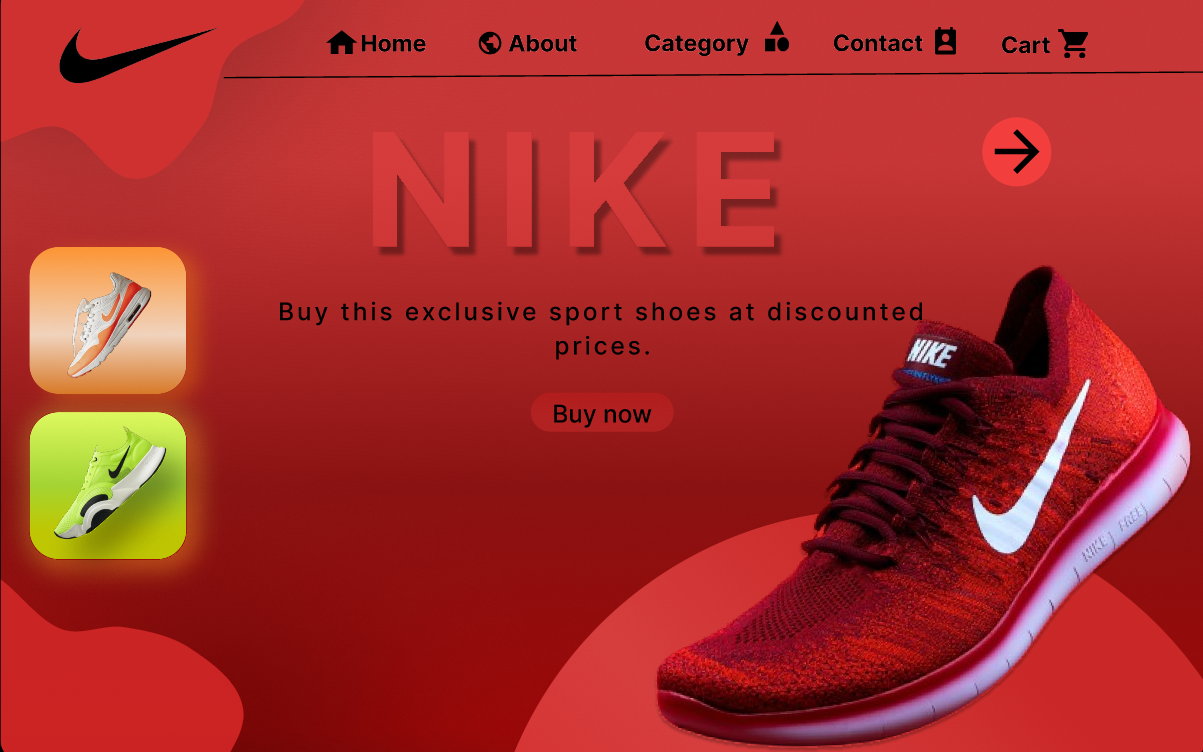 Home About Category Contact Cart
NIKE
Buy this exclusive sport shoes at discounted
prices.
Buy now
NIKE
NIKE FREE